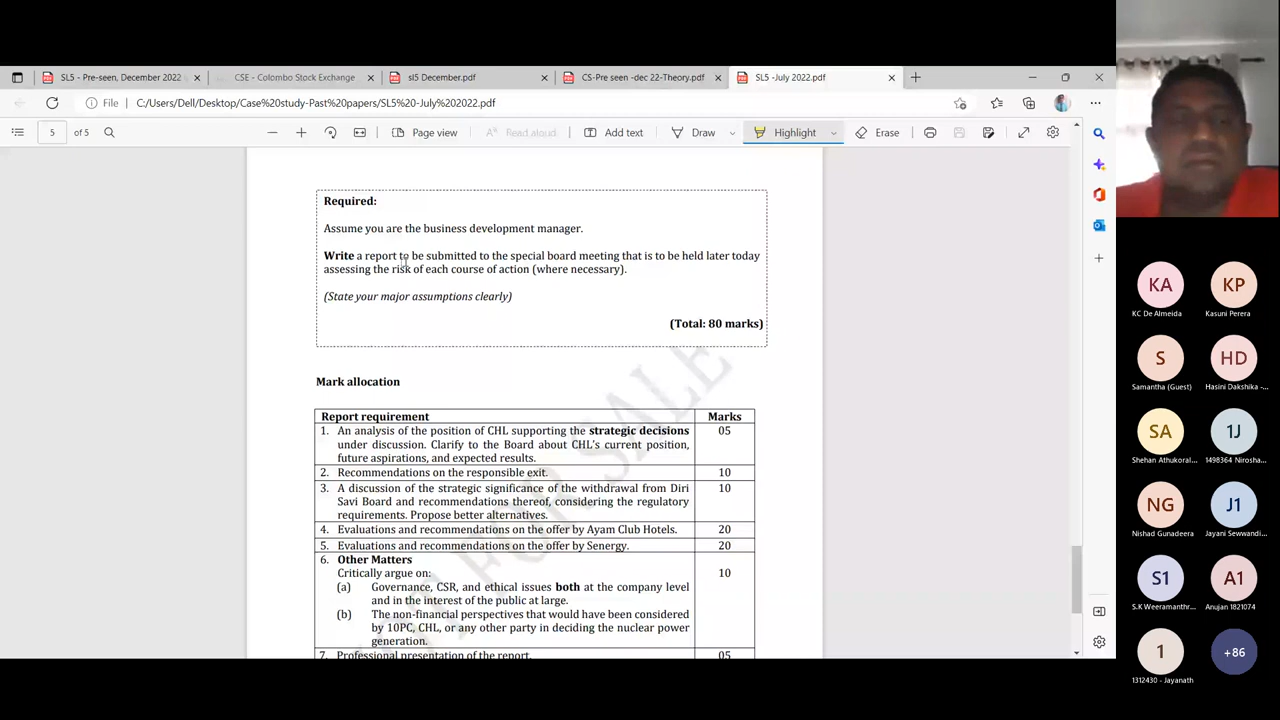 SL5 - Pre-seen, December 2022
CSE - Colombo Stock Exchange
sl5 December.pdf
CS-Pre seen -dec 22-Theory.pdf
SL5 -July 2022.pdf
File
C:/Users/Dell/Desktop/Case%20study-Past%20papers/SL5%20-July%202022.pdf
5 of 5
Page view
Read aloud
Add text
Draw
Highlight
Erase
Required:
Assume you are the business development manager.
Write a report to be submitted to the special board meeting that is to be held later today
assessing the risk of each course of action (where necessary).
(State your major assumptions clearly)
(Total: 80 marks)
Mark allocation
Report requirement Marks
1. An analysis of the position of CHL supporting the strategic decisions 05
under discussion. Clarify to the Board about CHL's current position,
future aspirations, and expected results.
2. Recommendations on the responsible exit. 10
3. A discussion of the strategic significance of the withdrawal from Diri 10
Savi Board and recommendations thereof, considering the regulatory
requirements. Propose better alternatives.
4. Evaluations and recommendations on the offer by Ayam Club Hotels. 20
5. Evaluations and recommendations on the offer by Senergy. 20
6. Other Matters
Critically argue on: 10
(a) Governance, CSR, and ethical issues both at the company level
and in the interest of the public at large.
(b) The non-financial perspectives that would have been considered
by 10PC, CHL, or any other party in deciding the nuclear power
generation.
7. Professional presentation of the report. 05
FOR SALE
KA
KC De Almeida
KP
Kasuni Perera
S
Samantha (Guest)
HD
Hasini Dakshika -...
SA
Shehan Athukoral...
1J
1498364 Nirosha...
NG
Nishad Gunadeera
J1
Jayani Sewwandi...
S1
S.K Weeramanthr...
A1
Anujan 1821074
1
1312430 - Jayanath
+86